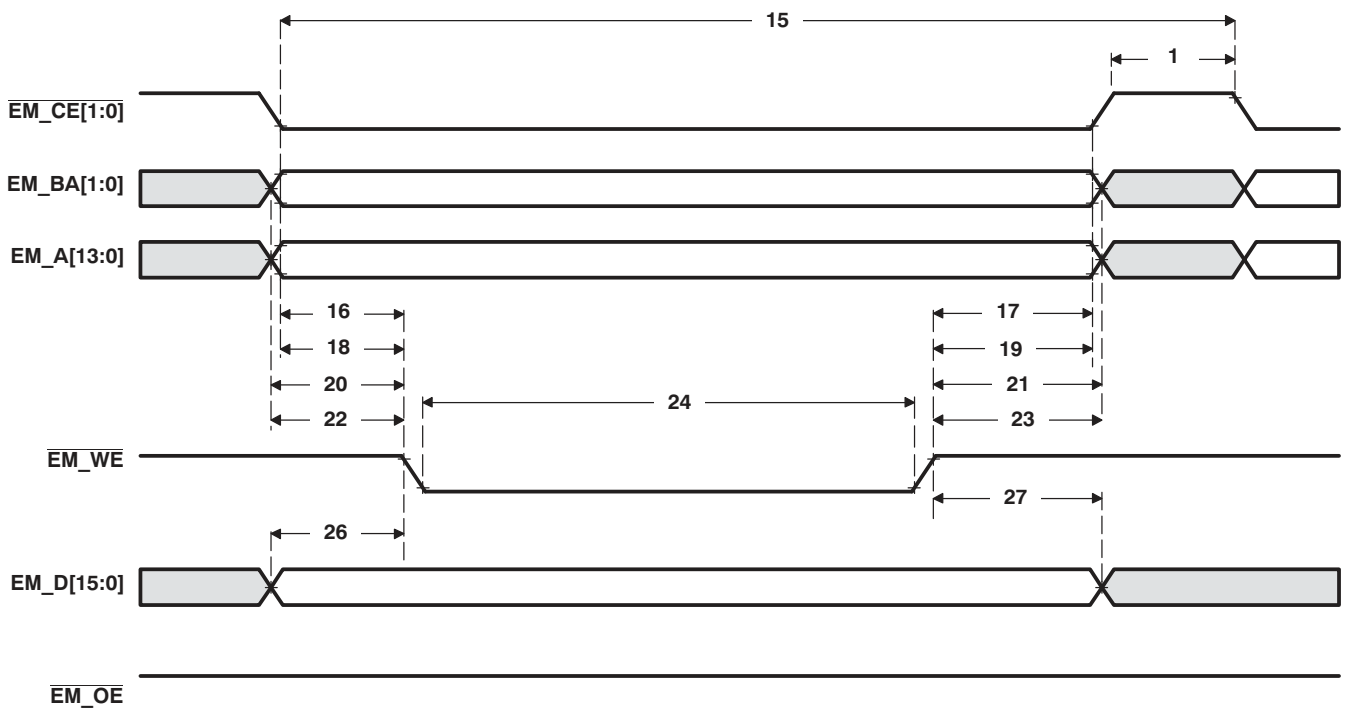 15
1
EM_CE[1:0]
EM_BA[1:0]
EM_A[13:0]
16 17
18 19
20 21
24
22 23
EM_WE
27
26
EM_D[15:0]
EM_OE